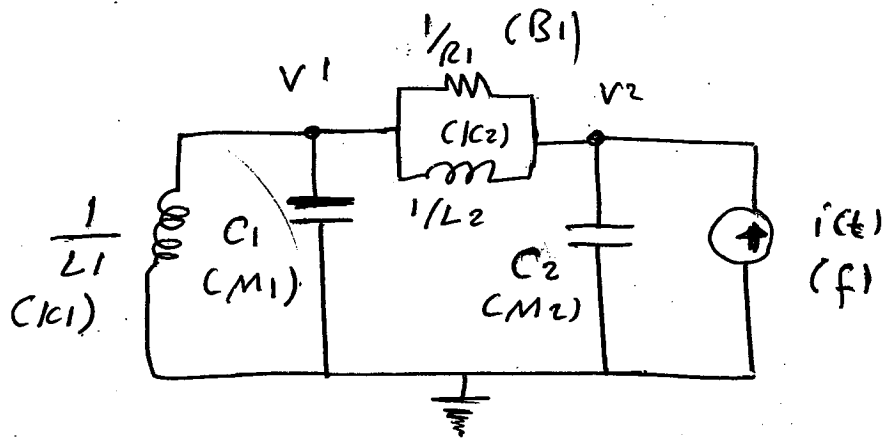 1/R1 (B1)
V1
V2
(K2)
1/L2
1/L1
(K1)
C1
(M1)
C2
(M2)
i(t)
(f)